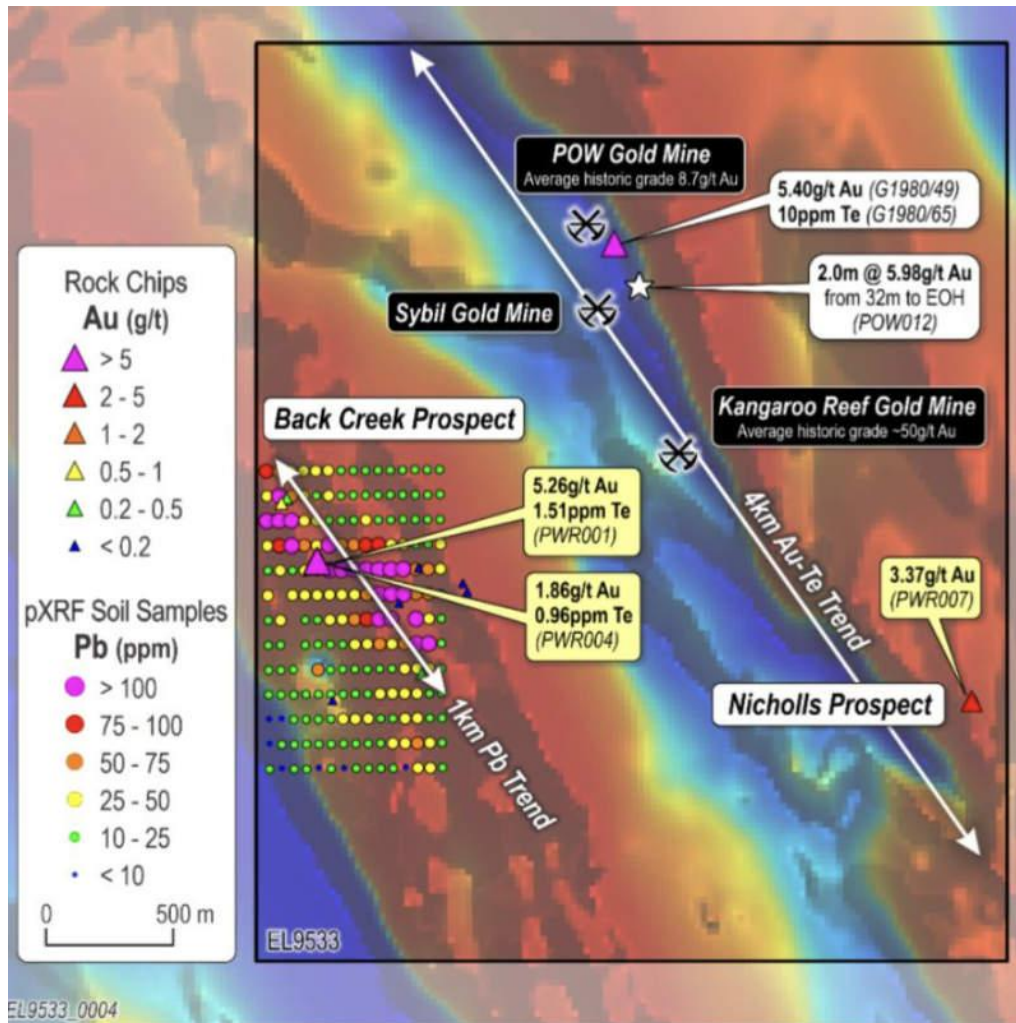 POW Gold Mine
Average historic grade 8.7g/t Au
5.40g/t Au (G1980/49)
10ppm Te (G1980/65)
2.0m @ 5.98g/t Au
from 32m to EOH
(POW012)
Sybil Gold Mine
Kangaroo Reef Gold Mine
Average historic grade ~50g/t Au
Back Creek Prospect
5.26g/t Au
1.51ppm Te
(PWR001)
1.86g/t Au
0.96ppm Te
(PWR004)
4km Au-Te Trend
3.37g/t Au
(PWR007)
Nicholls Prospect
1km Pb Trend
EL9533
Rock Chips
Au (g/t)
> 5
2 - 5
1 - 2
0.5 - 1
0.2 - 0.5
< 0.2
pXRF Soil Samples
Pb (ppm)
> 100
75 - 100
50 - 75
25 - 50
10 - 25
< 10
0 500 m
EL9533_0004